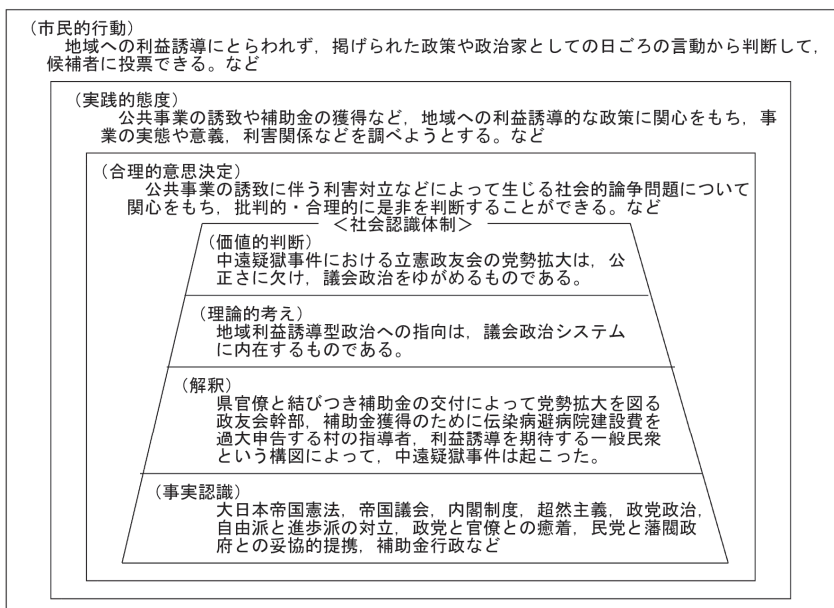 （市民的行動）
地域への利益誘導にとらわれず，掲げられた政策や政治家としての日ごろの言動から判断して，
候補者に投票できる。など
（実践的態度）
公共事業の誘致や補助金の獲得など，地域への利益誘導的な政策に関心をもち，事
業の実態や意義，利害関係などを調べようとする。など
（合理的意思決定）
公共事業の誘致に伴う利害対立などによって生じる社会的論争問題について
関心をもち，批判的・合理的に是非を判断することができる。など
＜社会認識体制＞
（価値的判断）
中遠疑獄事件における立憲政友会の党勢拡大は，公
正さに欠け，議会政治をゆがめるものである。
（理論的考え）
地域利益誘導型政治への指向は，議会政治システム
に内在するものである。
（解釈）
県官僚と結びつき補助金の交付によって党勢拡大を図る
政友会幹部，補助金獲得のために伝染病避病院建設費を
過大申告する村の指導者，利益誘導を期待する一般民衆
という構図によって，中遠疑獄事件は起こった。
（事実認識）
大日本帝国憲法，帝国議会，内閣制度，超然主義，政党政治，
自由派と進歩派の対立，政党と官僚との癒着，民党と藩閥政
府との妥協的提携，補助金行政など